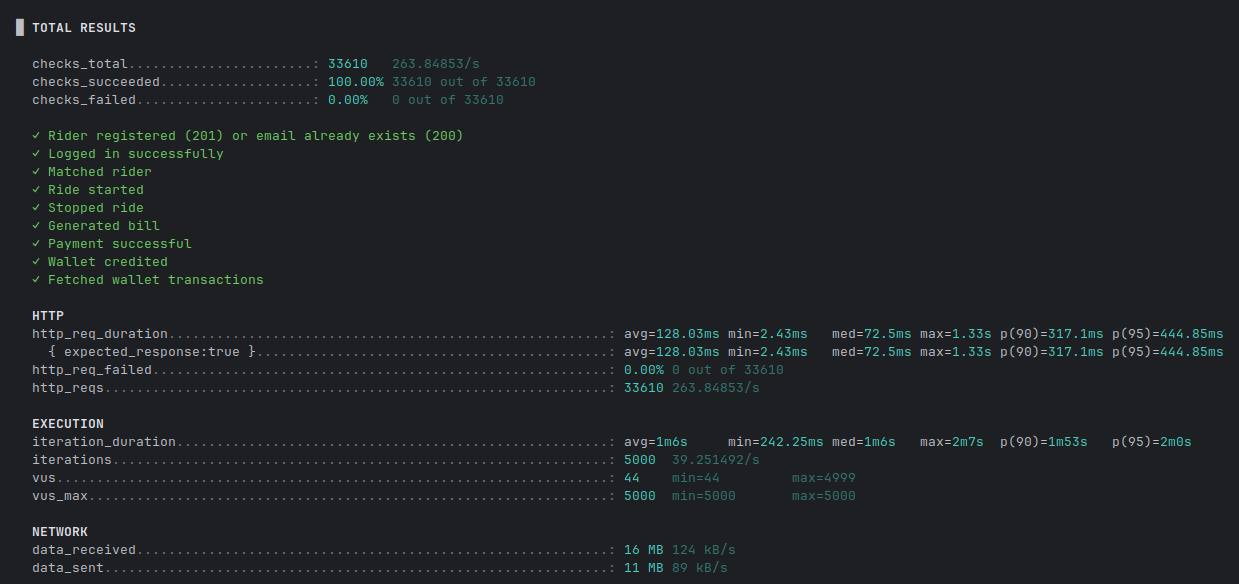 TOTAL RESULTS
checks_total.......................: 33610 263.84853/s
checks_succeeded...................: 100.00% 33610 out of 33610
checks_failed......................: 0.00% 0 out of 33610
✓ Rider registered (201) or email already exists (200)
✓ Logged in successfully
✓ Matched rider
✓ Ride started
✓ Stopped ride
✓ Generated bill
✓ Payment successful
✓ Wallet credited
✓ Fetched wallet transactions
HTTP
http_req_duration.......................................................: avg=128.03ms min=2.43ms med=72.5ms max=1.33s p(90)=317.1ms p(95)=444.85ms
{ expected_response:true }............................................: avg=128.03ms min=2.43ms med=72.5ms max=1.33s p(90)=317.1ms p(95)=444.85ms
http_req_failed.........................................................: 0.00% 0 out of 33610
http_reqs...............................................................: 33610 263.84853/s
EXECUTION
iteration_duration......................................................: avg=1m6s min=242.25ms med=1m6s max=2m7s p(90)=1m53s p(95)=2m0s
iterations..............................................................: 5000 39.251492/s
vus.....................................................................: 44 min=44 max=4999
vus_max.................................................................: 5000 min=5000 max=5000
NETWORK
data_received...........................................................: 16 MB 124 kB/s
data_sent...............................................................: 11 MB 89 kB/s